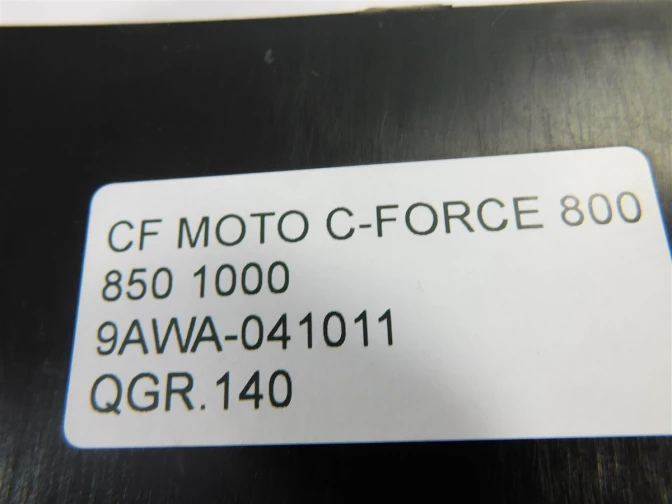 CF MOTO C-FORCE 800
850 1000
9AWA-041011
QGR.140